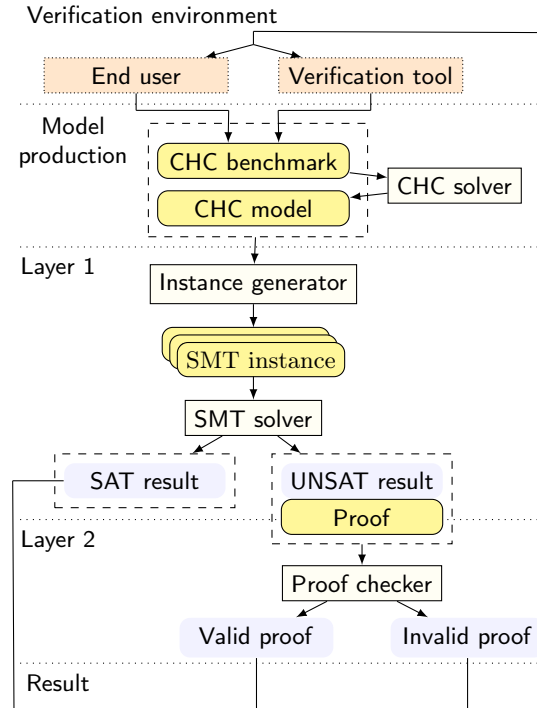 Verification environment
End user
Verification tool
Model
production
CHC benchmark
CHC solver
CHC model
Layer 1
Instance generator
SMT instance
SMT solver
SAT result
UNSAT result
Proof
Layer 2
Proof checker
Valid proof
Invalid proof
Result